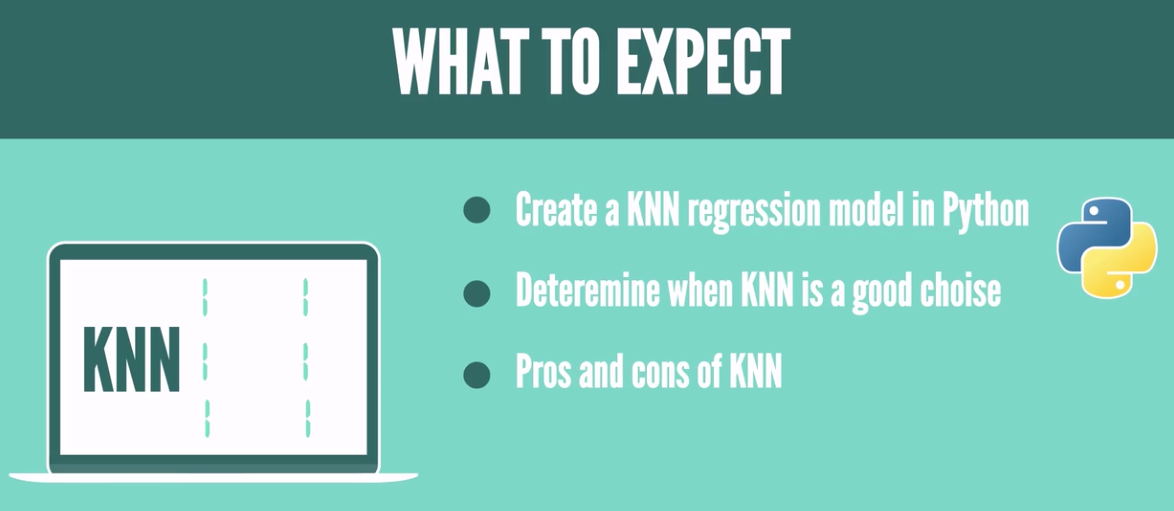 WHAT TO EXPECT
Create a KNN regression model in Python
Deteremine when KNN is a good choise
Pros and cons of KNN
KNN